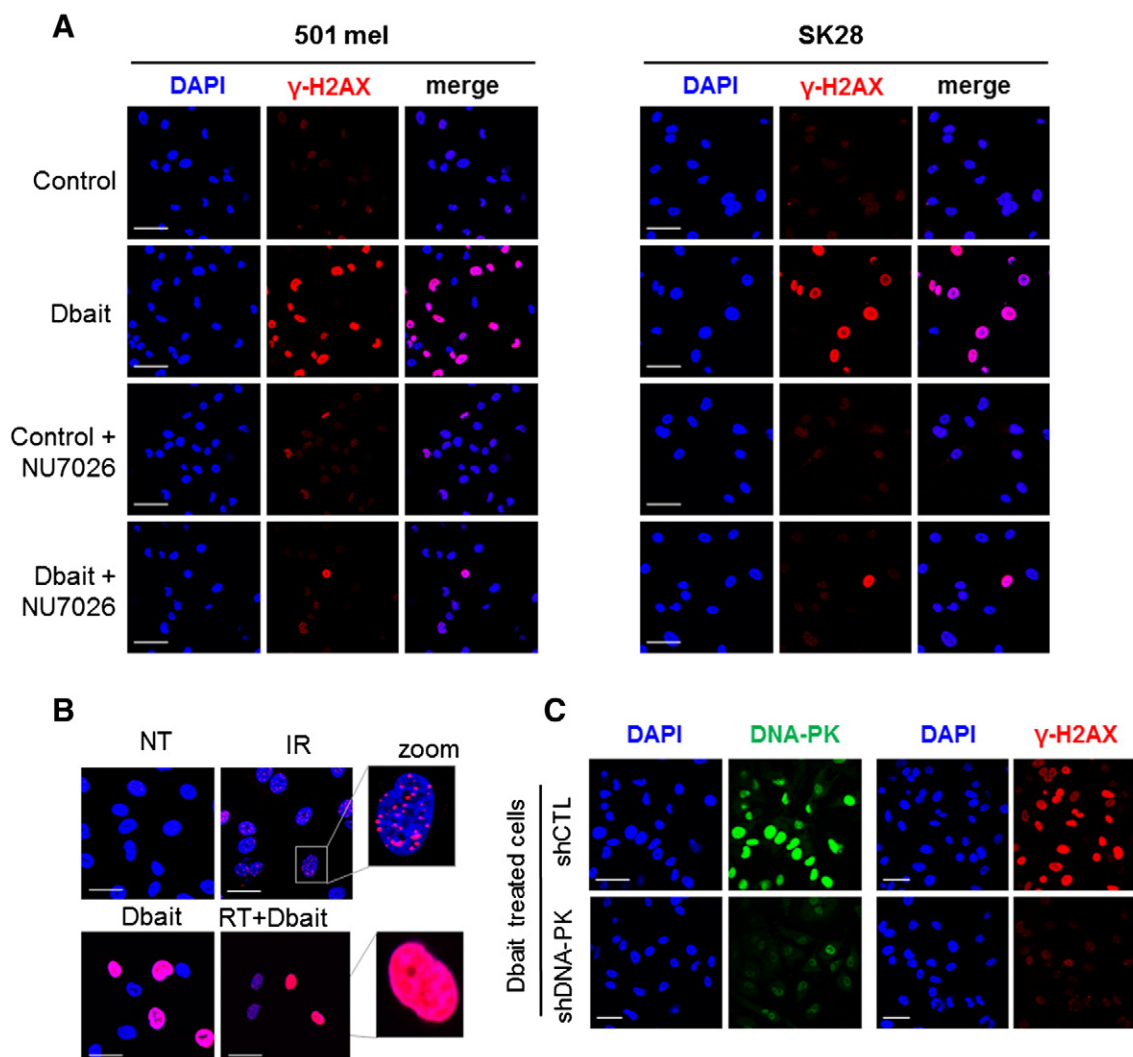 A
501 mel
SK28
DAPI γ-H2AX merge
DAPI γ-H2AX merge
Control
Dbait
Control +
NU7026
Dbait +
NU7026
B
NT
IR
zoom
Dbait
RT+Dbait
C
DAPI DNA-PK
DAPI γ-H2AX
Dbait treated cells
shCTL
shDNA-PK